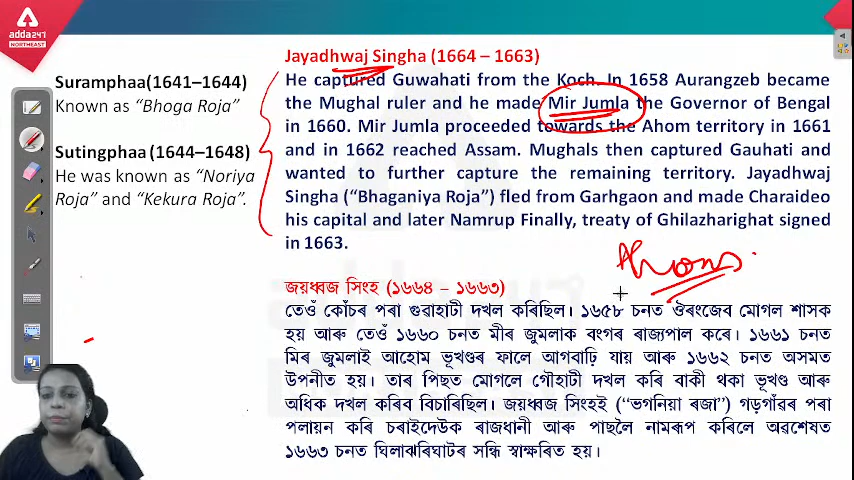 adda247
NORTHEAST
Suramphaa(1641–1644)
Known as “Bhoga Roja”
Sutingphaa (1644–1648)
He was known as “Noriya
Roja” and “Kekura Roja”.
Jayadhwaj Singha (1664 – 1663)
He captured Guwahati from the Koch. In 1658 Aurangzeb became
the Mughal ruler and he made Mir Jumla the Governor of Bengal
in 1660. Mir Jumla proceeded towards the Ahom territory in 1661
and in 1662 reached Assam. Mughals then captured Gauhati and
wanted to further capture the remaining territory. Jayadhwaj
Singha (“Bhaganiya Roja”) fled from Garhgaon and made Charaideo
his capital and later Namrup Finally, treaty of Ghilazharighat signed
in 1663.
Ahoms
জয়ধ্বজ সিংহ (১৬৬৪ – ১৬৬৩)
তেওঁ কোঁচৰ পৰা গুৱাহাটী দখল কৰিছিল। ১৬৫৮ চনত ঔৰংজেব মোগল শাসক
হয় আৰু তেওঁ ১৬৬০ চনত মীৰ জুমলাক বংগৰ ৰাজ্যপাল কৰে। ১৬৬১ চনত
মিৰ জুমলাই আহোম ভূখণ্ডৰ ফালে আগবাঢ়ি যায় আৰু ১৬৬২ চনত অসমত
উপনীত হয়। তাৰ পিছত মোগলে গৌহাটী দখল কৰি বাকী থকা ভূখণ্ড আৰু
অধিক দখল কৰিব বিচাৰিছিল। জয়ধ্বজ সিংহই (“ভগনিয়া ৰজা”) গড়গাঁৱৰ পৰা
পলায়ন কৰি চৰাইদেউক ৰাজধানী আৰু পাছলৈ নামৰূপ কৰিলে অৱশেষত
১৬৬৩ চনত ঘিলাঝৰিঘাটৰ সন্ধি স্বাক্ষৰিত হয়।